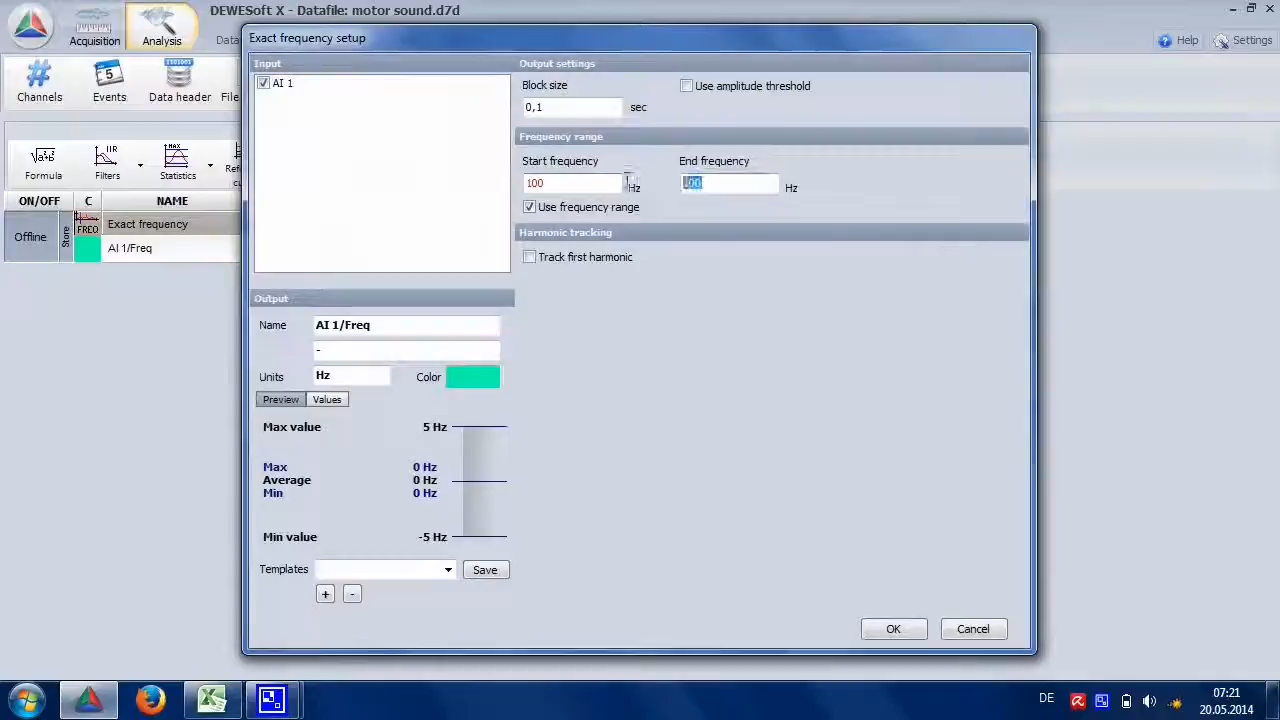 DEWESoft X - Datafile: motor sound.d7d
Acquisition
Analysis
Data
Help
Settings
Channels
Events
Data header
File
Formula
Filters
Statistics
ON/OFF
C
NAME
Offline
Store
FREQ
Exact frequency
AI 1/Freq
Exact frequency setup
Input
AI 1
Output settings
Block size
Use amplitude threshold
0,1
sec
Frequency range
Start frequency
End frequency
100
Hz
100
Hz
Use frequency range
Harmonic tracking
Track first harmonic
Output
Name
AI 1/Freq
-
Units
Hz
Color
Preview
Values
Max value
5 Hz
Max
0 Hz
Average
0 Hz
Min
0 Hz
Min value
-5 Hz
Templates
Save
+
-
OK
Cancel
DE
07:21
20.05.2014